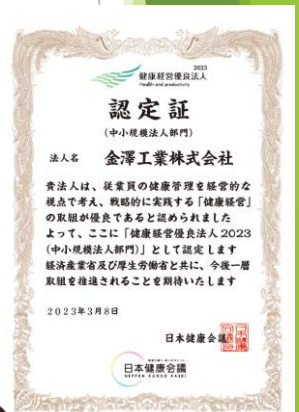 2023
健康経営優良法人
Health and productivity
認定証
(中小規模法人部門)
法人名 金澤工業株式会社
貴法人は、従業員の健康管理を経営的な
視点で考え、戦略的に実践する「健康経営」
の取組が優良であると認められました
よって、ここに「健康経営優良法人2023
(中小規模法人部門)」として認定します
経済産業省及び厚生労働省と共に、今後一層
取組を推進されることを期待いたします
2023年3月8日
日本健康会議
日本健康会議
NIPPON KENKO KAIGI